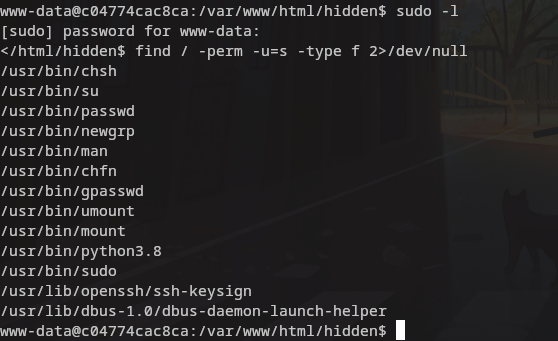 www-data@c04774cac8ca:/var/www/html/hidden$ sudo -l
[sudo] password for www-data:
</html/hidden$ find / -perm -u=s -type f 2>/dev/null
/usr/bin/chsh
/usr/bin/su
/usr/bin/passwd
/usr/bin/newgrp
/usr/bin/man
/usr/bin/chfn
/usr/bin/gpasswd
/usr/bin/umount
/usr/bin/mount
/usr/bin/python3.8
/usr/bin/sudo
/usr/lib/openssh/ssh-keysign
/usr/lib/dbus-1.0/dbus-daemon-launch-helper
www-data@c04774cac8ca:/var/www/html/hidden$